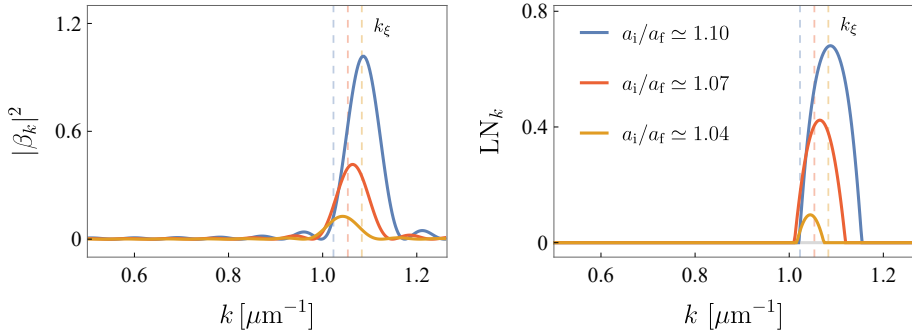 1.2
0.6
0
|β_k|²
k_ξ
0.6 0.8 1.0 1.2
k [μm⁻¹]
0.8
0.4
0
LN_k
k_ξ
a_i/a_f ≃ 1.10
a_i/a_f ≃ 1.07
a_i/a_f ≃ 1.04
0.6 0.8 1.0 1.2
k [μm⁻¹]